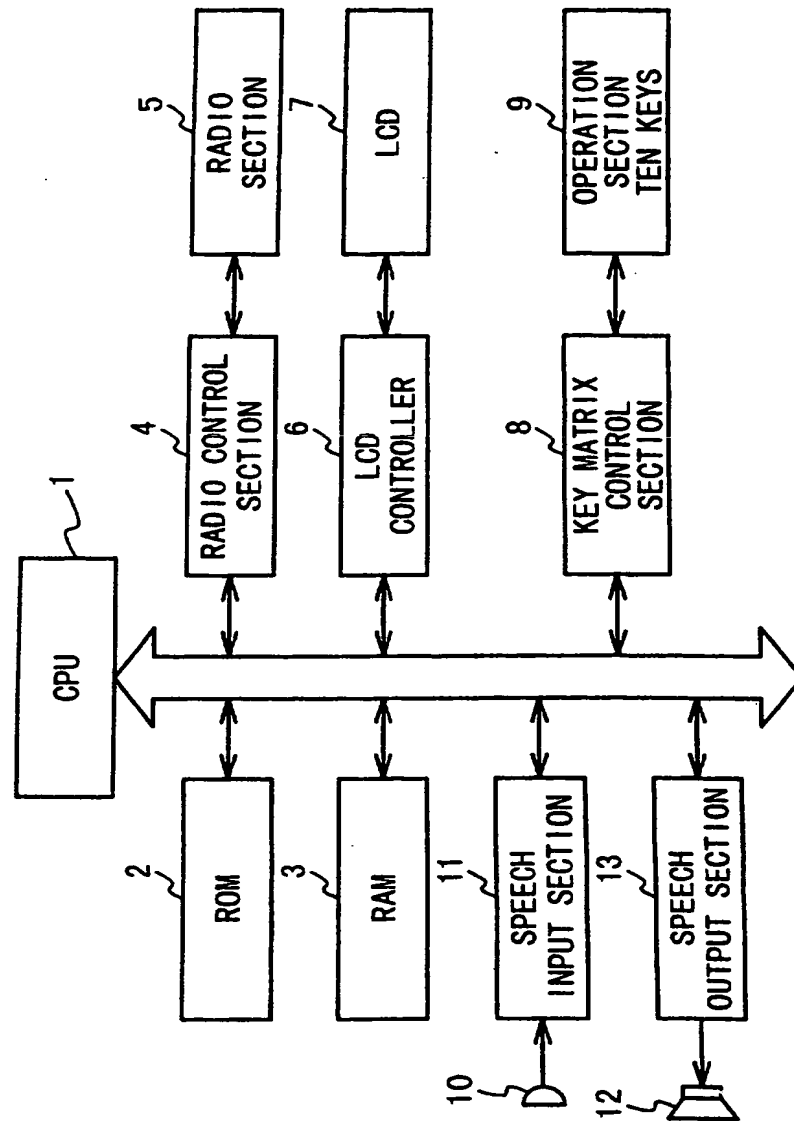 1
CPU
2
ROM
4
RADIO CONTROL
SECTION
5
RADIO
SECTION
3
RAM
6
LCD
CONTROLLER
7
LCD
10
11
SPEECH
INPUT SECTION
8
KEY MATRIX
CONTROL
SECTION
9
OPERATION
SECTION
TEN KEYS
12
13
SPEECH
OUTPUT SECTION